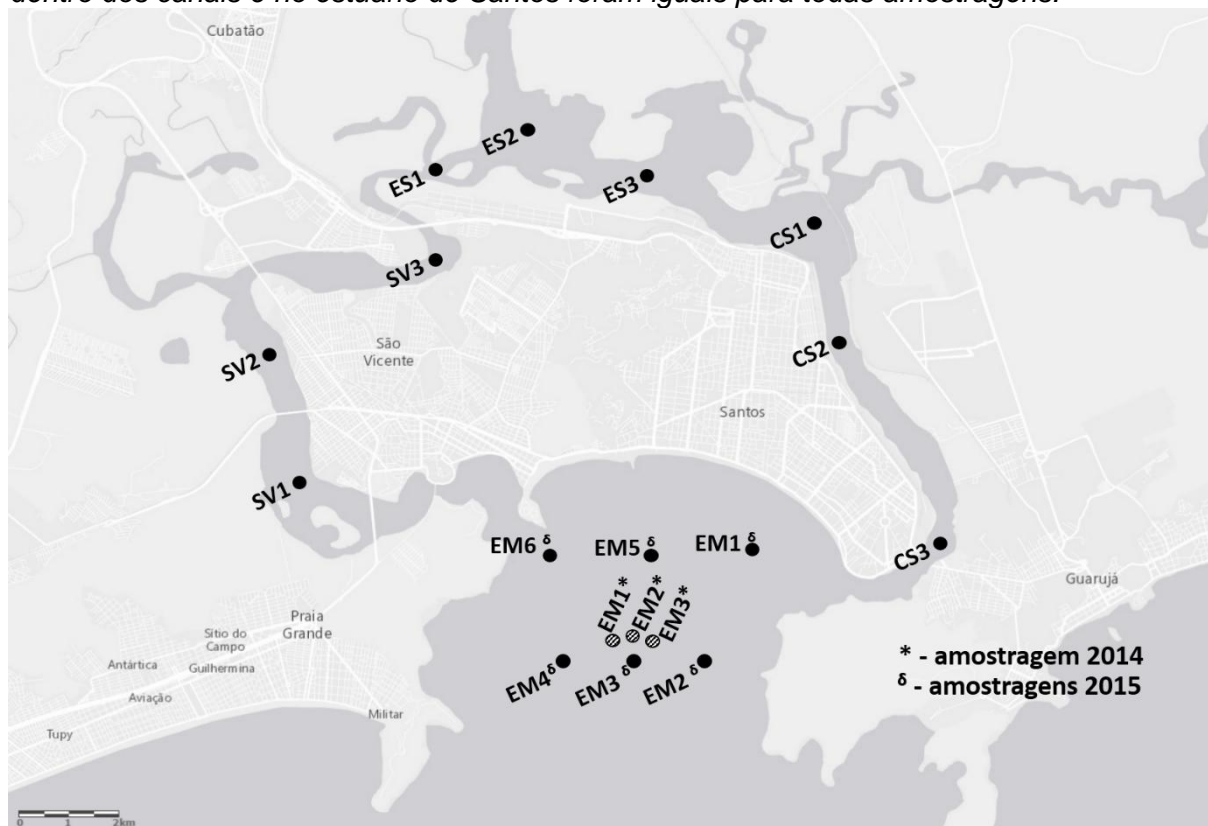 dentro dos canais e no estuário de Santos foram iguais para todas amostragens.
Cubatão
ES2
ES1
ES3
CS1
SV3
São
Vicente
SV2
CS2
Santos
SV1
EM6 δ
EM5 δ
EM1 δ
CS3
Guarujá
EM1*
EM2*
EM3*
Praia
Grande
Sítio do
Campo
Antártica
Guilhermina
EM4 δ
EM3 δ
EM2 δ
* - amostragem 2014
δ - amostragens 2015
Aviação
Militar
Tupy
0 1 2km